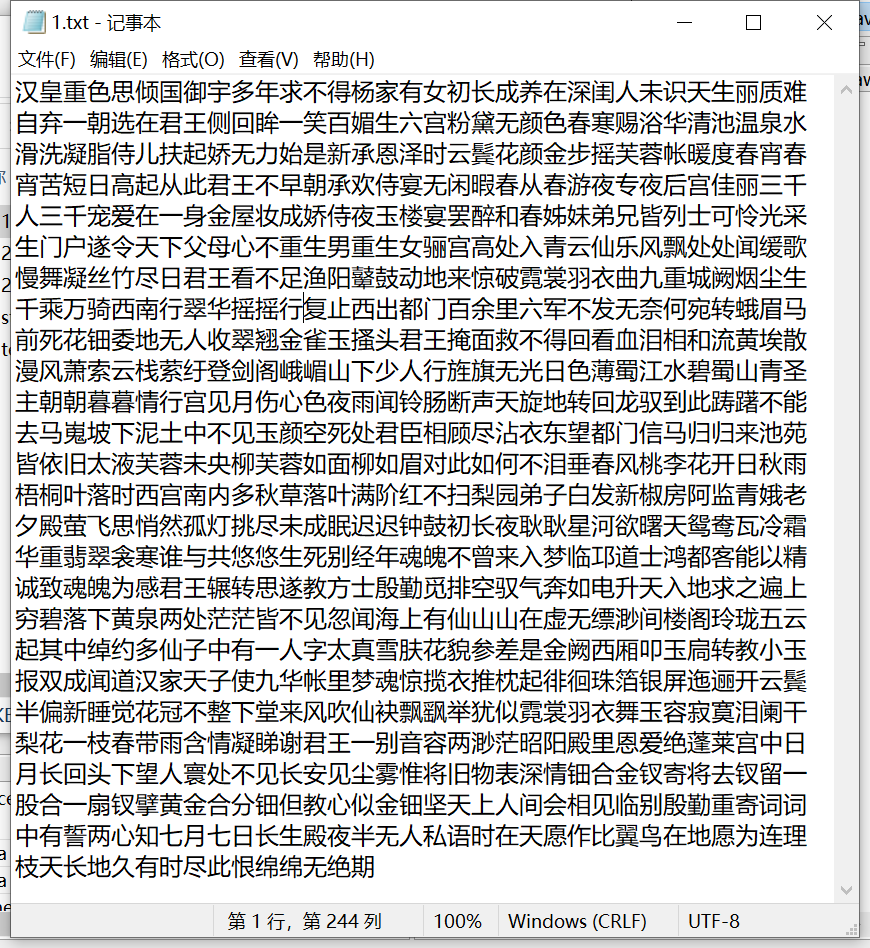 1.txt - 记事本
文件(F) 编辑(E) 格式(O) 查看(V) 帮助(H)
汉皇重色思倾国御宇多年求不得杨家有女初长成养在深闺人未识天生丽质难
自弃一朝选在君王侧回眸一笑百媚生六宫粉黛无颜色春寒赐浴华清池温泉水
滑洗凝脂侍儿扶起娇无力始是新承恩泽时云鬓花颜金步摇芙蓉帐暖度春宵春
宵苦短日高起从此君王不早朝承欢侍宴无闲暇春从春游夜专夜后宫佳丽三千
人三千宠爱在一身金屋妆成娇侍夜玉楼宴罢醉和春姊妹弟兄皆列士可怜光采
生门户遂令天下父母心不重生男重生女骊宫高处入青云仙乐风飘处处闻缓歌
慢舞凝丝竹尽日君王看不足渔阳鼙鼓动地来惊破霓裳羽衣曲九重城阙烟尘生
千乘万骑西南行翠华摇摇行复止西出都门百余里六军不发无奈何宛转蛾眉马
前死花钿委地无人收翠翘金雀玉搔头君王掩面救不得回看血泪相和流黄埃散
漫风萧索云栈萦纡登剑阁峨嵋山下少人行旌旗无光日色薄蜀江水碧蜀山青圣
主朝朝暮暮情行宫见月伤心色夜雨闻铃肠断声天旋地转回龙驭到此踌躇不能
去马嵬坡下泥土中不见玉颜空死处君臣相顾尽沾衣东望都门信马归归来池苑
皆依旧太液芙蓉未央柳芙蓉如面柳如眉对此如何不泪垂春风桃李花开日秋雨
梧桐叶落时西宫南内多秋草落叶满阶红不扫梨园弟子白发新椒房阿监青娥老
夕殿萤飞思悄然孤灯挑尽未成眠迟迟钟鼓初长夜耿耿星河欲曙天鸳鸯瓦冷霜
华重翡翠衾寒谁与共悠悠生死别经年魂魄不曾来入梦临邛道士鸿都客能以精
诚致魂魄为感君王辗转思遂教方士殷勤觅排空驭气奔如电升天入地求之遍上
穷碧落下黄泉两处茫茫皆不见忽闻海上有仙山山在虚无缥渺间楼阁玲珑五云
起其中绰约多仙子中有一人字太真雪肤花貌参差是金阙西厢叩玉扃转教小玉
报双成闻道汉家天子使九华帐里梦魂惊揽衣推枕起徘徊珠箔银屏迤逦开云鬓
半偏新睡觉花冠不整下堂来风吹仙袂飘飖举犹似霓裳羽衣舞玉容寂寞泪阑干
梨花一枝春带雨含情凝睇谢君王一别音容两渺茫昭阳殿里恩爱绝蓬莱宫中日
月长回头下望人寰处不见长安见尘雾惟将旧物表深情钿合金钗寄将去钗留一
股合一扇钗擘黄金合分钿但教心似金钿坚天上人间会相见临别殷勤重寄词词
中有誓两心知七月七日长生殿夜半无人私语时在天愿作比翼鸟在地愿为连理
枝天长地久有时尽此恨绵绵无绝期
第 1 行，第 244 列 100% Windows (CRLF) UTF-8